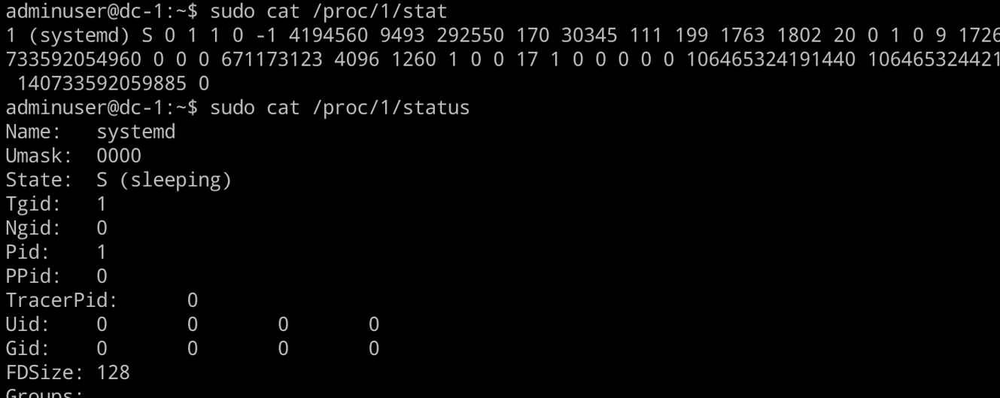 adminuser@dc-1:~$ sudo cat /proc/1/stat
1 (systemd) S 0 1 1 0 -1 4194560 9493 292550 170 30345 111 199 1763 1802 20 0 1 0 9 1726
733592054960 0 0 0 671173123 4096 1260 1 0 0 17 1 0 0 0 0 0 106465324191440 106465324421
 140733592059885 0
adminuser@dc-1:~$ sudo cat /proc/1/status
Name:   systemd
Umask:  0000
State:  S (sleeping)
Tgid:   1
Ngid:   0
Pid:    1
PPid:   0
TracerPid:      0
Uid:    0       0       0       0
Gid:    0       0       0       0
FDSize: 128
Groups: